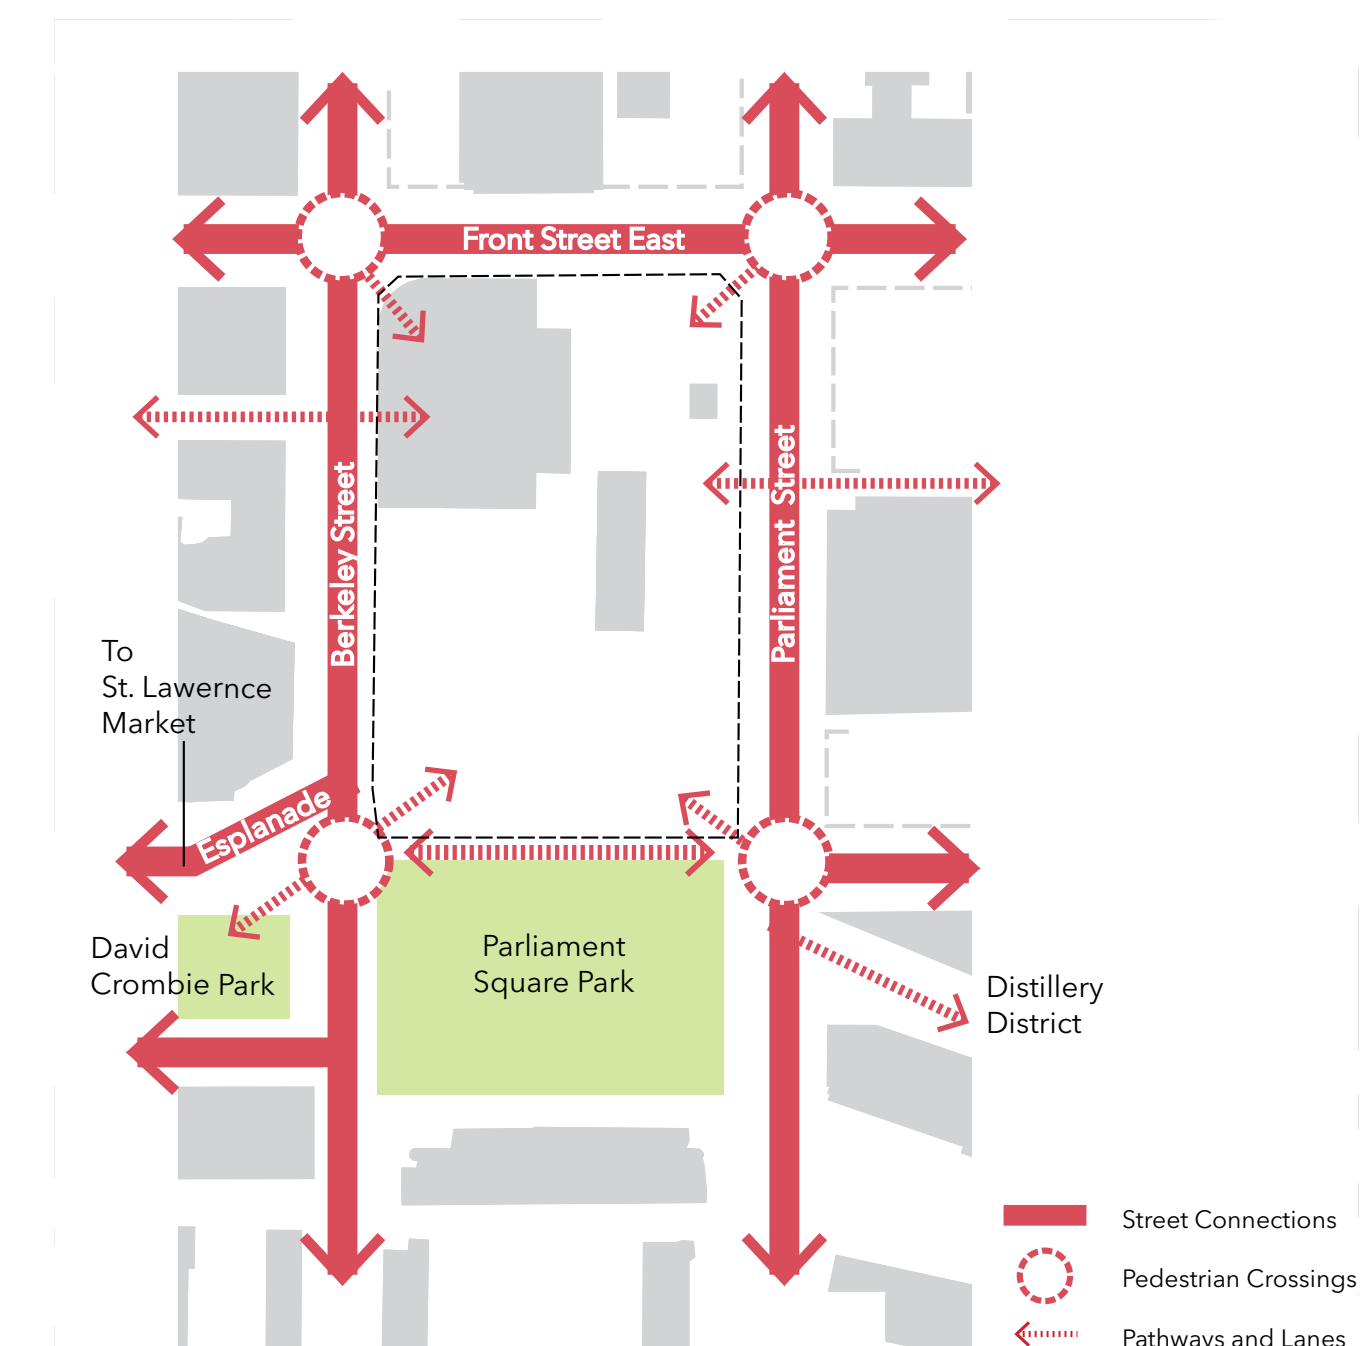 Front Street East
Berkeley Street
Parliament Street
To
St. Lawernce
Market
Esplanade
David
Crombie Park
Parliament
Square Park
Distillery
District
Street Connections
Pedestrian Crossings
Pathways and Lanes